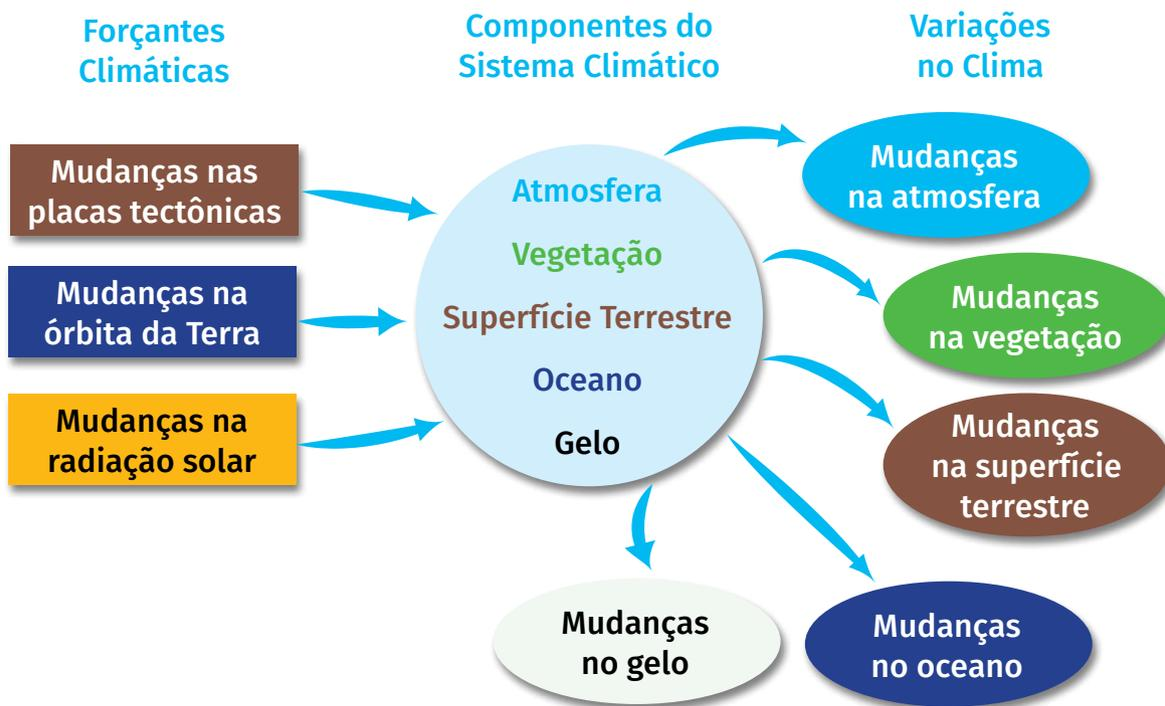 Forçantes
Climáticas
Componentes do
Sistema Climático
Variações
no Clima
Mudanças nas
placas tectônicas
Mudanças na
órbita da Terra
Mudanças na
radiação solar
Atmosfera
Vegetação
Superfície Terrestre
Oceano
Gelo
Mudanças
na atmosfera
Mudanças
na vegetação
Mudanças
na superfície
terrestre
Mudanças
no gelo
Mudanças
no oceano